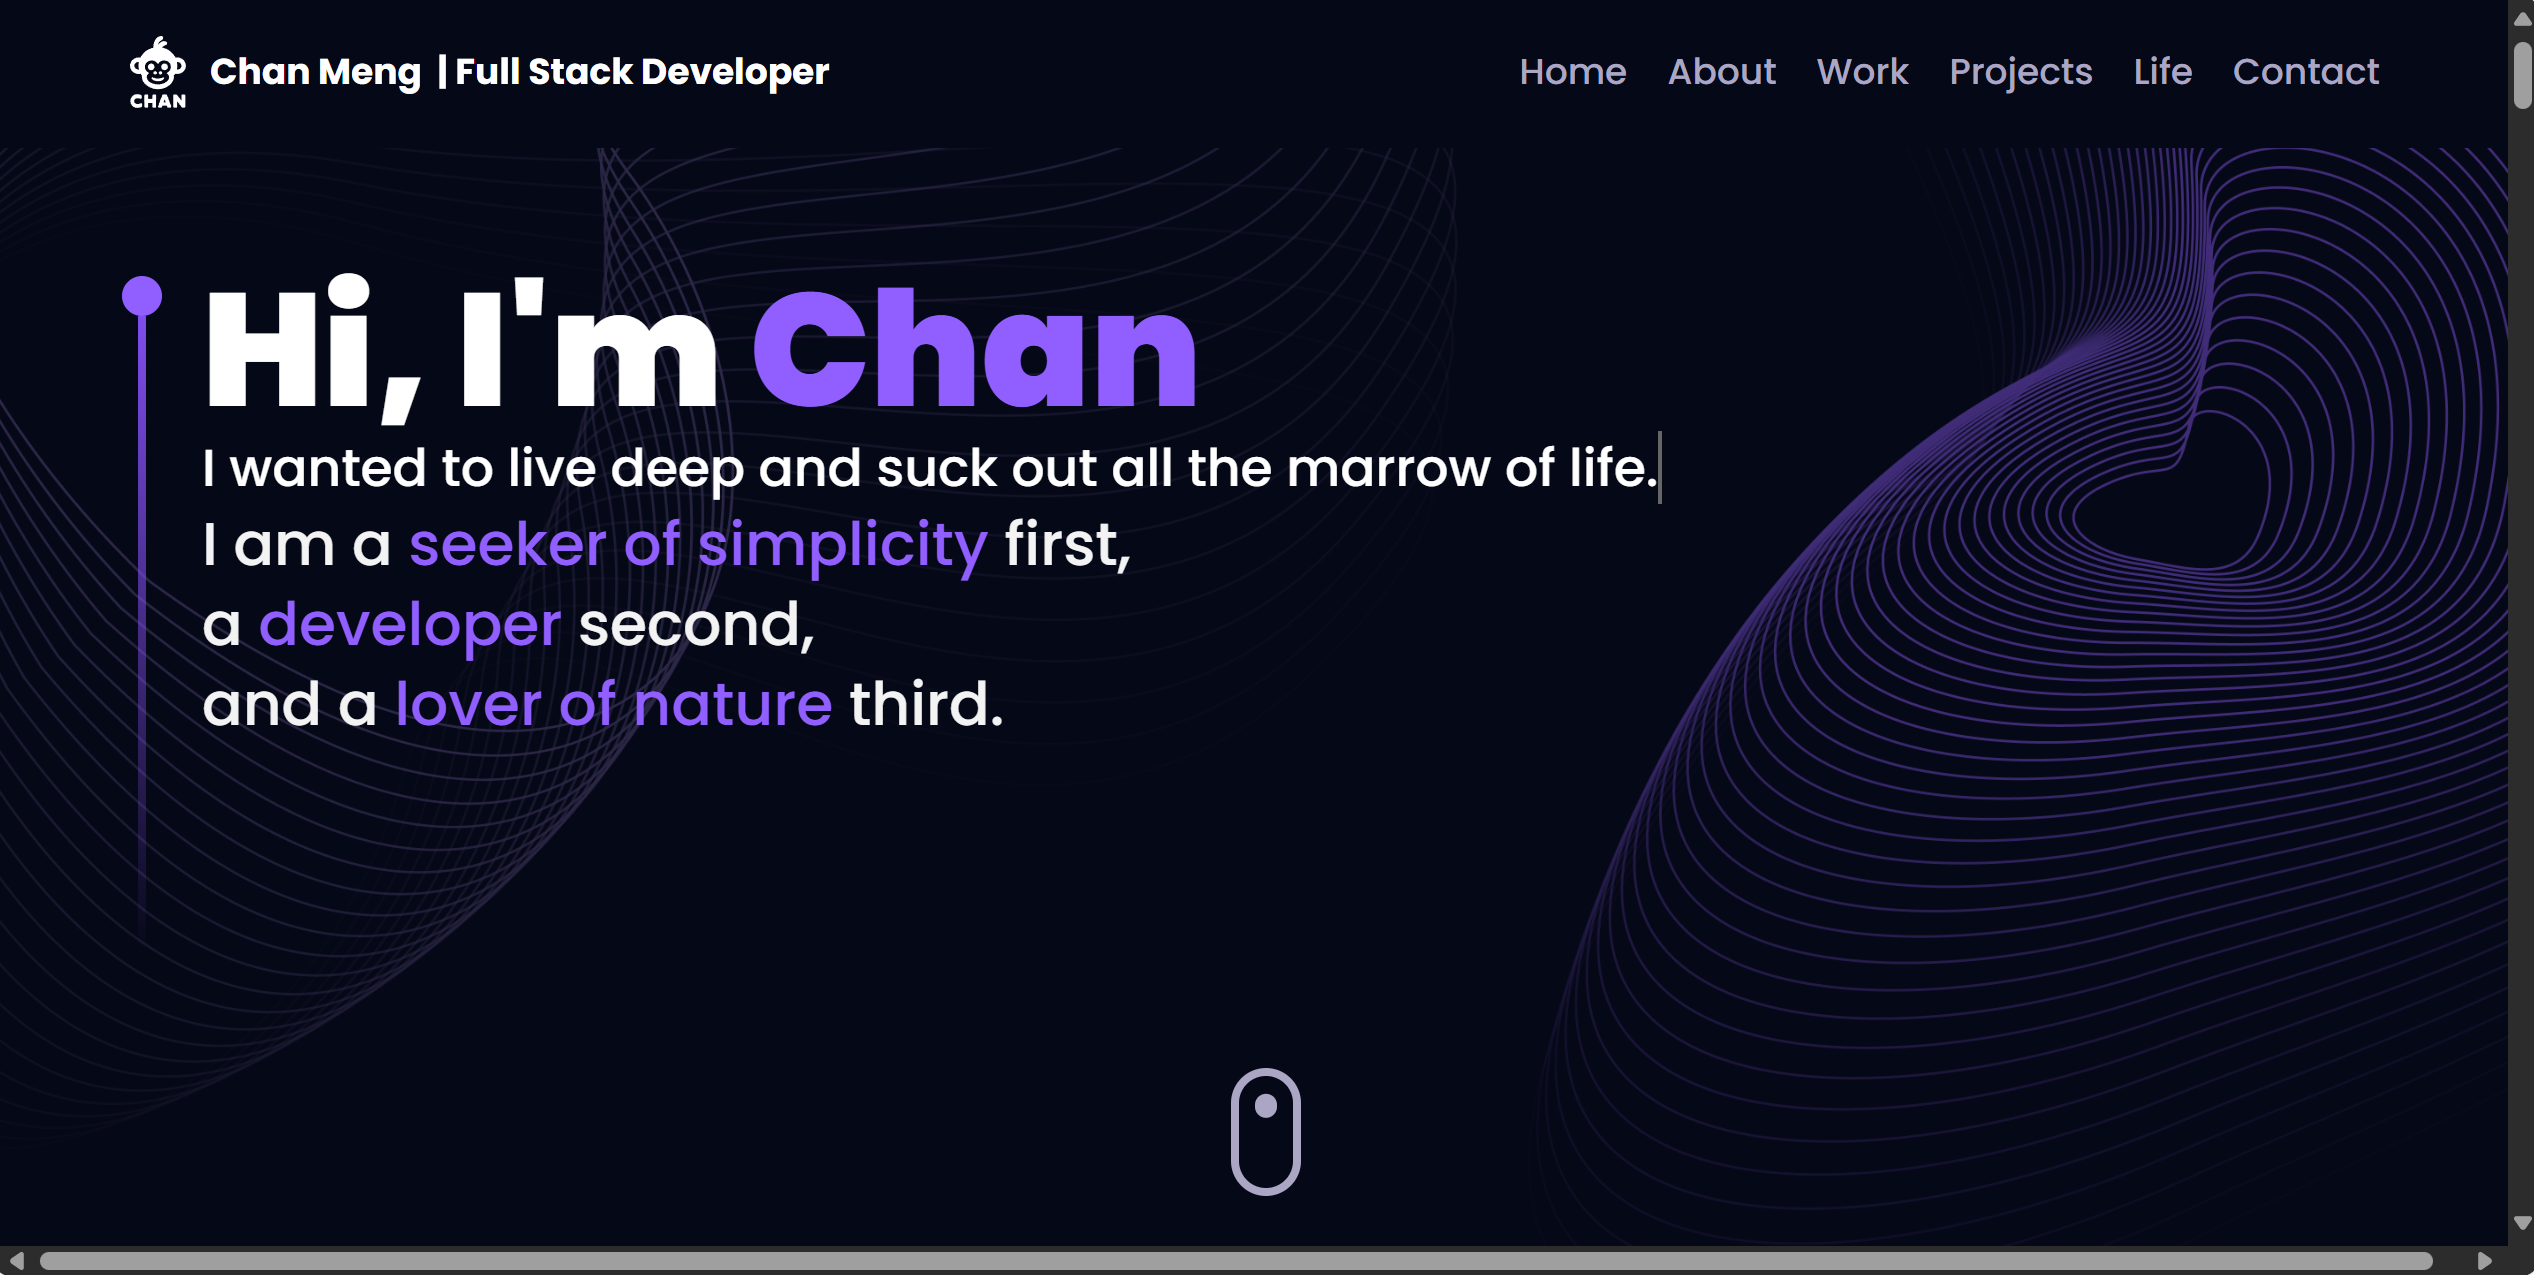 CHAN
Chan Meng | Full Stack Developer
Home About Work Projects Life Contact
Hi, I'm Chan
I wanted to live deep and suck out all the marrow of life.
I am a seeker of simplicity first,
a developer second,
and a lover of nature third.